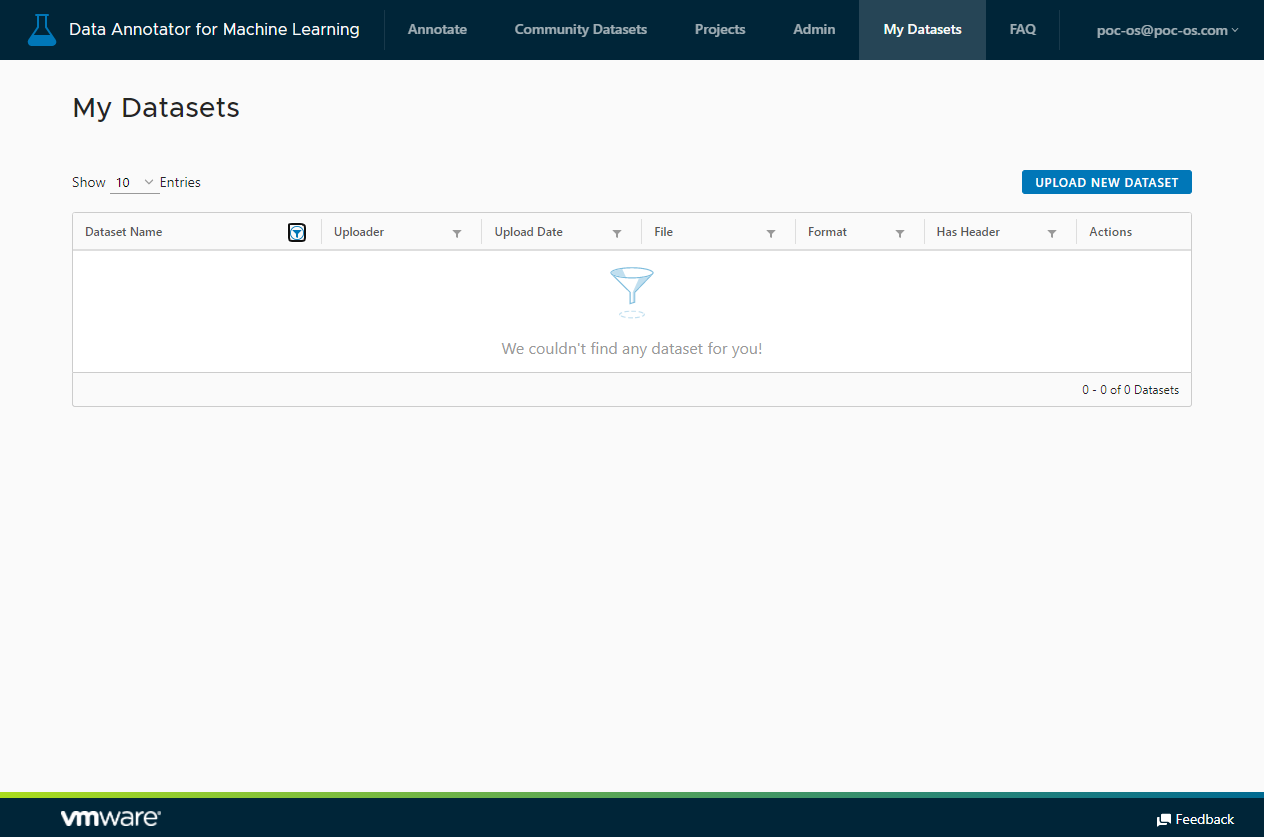 Data Annotator for Machine Learning
Annotate
Community Datasets
Projects
Admin
My Datasets
FAQ
poc-os@poc-os.com
My Datasets
Show 10 Entries
UPLOAD NEW DATASET
Dataset Name
Uploader
Upload Date
File
Format
Has Header
Actions
We couldn't find any dataset for you!
0 - 0 of 0 Datasets
vmware®
Feedback